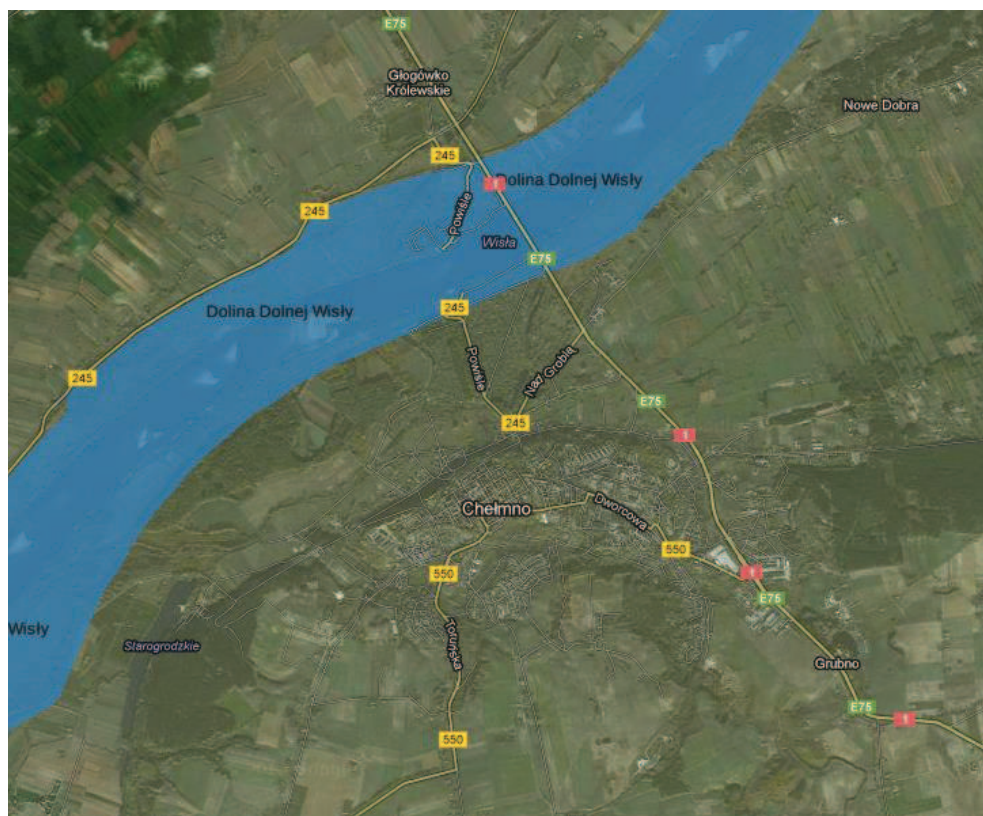 E75
Głogówko
Królewskie
Nowe Dobra
245
1
Dolina Dolnej Wisły
245
Powiśle
Wisła
E75
Dolina Dolnej Wisły
245
Powiśle
Nad Groblą
245
E75
245
1
Chełmno
Dworcowa
550
550
1
E75
Wisły
Starogrodzkie
Toruńska
Grubno
E75
1
550